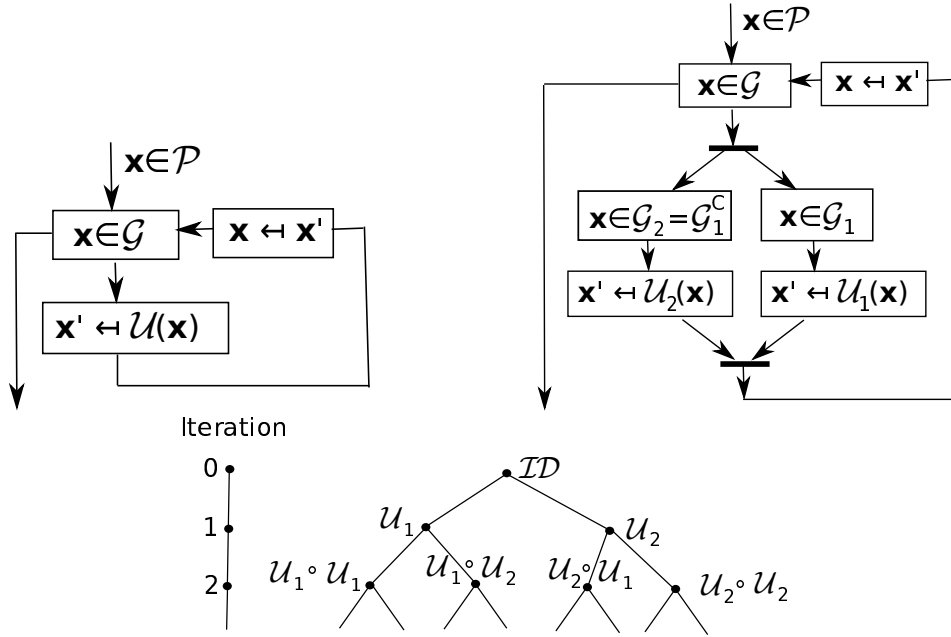 x∈𝒫
x∈𝒢
x ↤ x'
x' ↤ 𝒰(x)
x∈𝒫
x∈𝒢
x ↤ x'
x∈𝒢₂=𝒢₁ᶜ
x∈𝒢₁
x' ↤ 𝒰₂(x)
x' ↤ 𝒰₁(x)
Iteration
0
ℐ𝒟
1
𝒰₁
𝒰₂
2
𝒰₁∘𝒰₁
𝒰₁∘𝒰₂
𝒰₂∘𝒰₁
𝒰₂∘𝒰₂